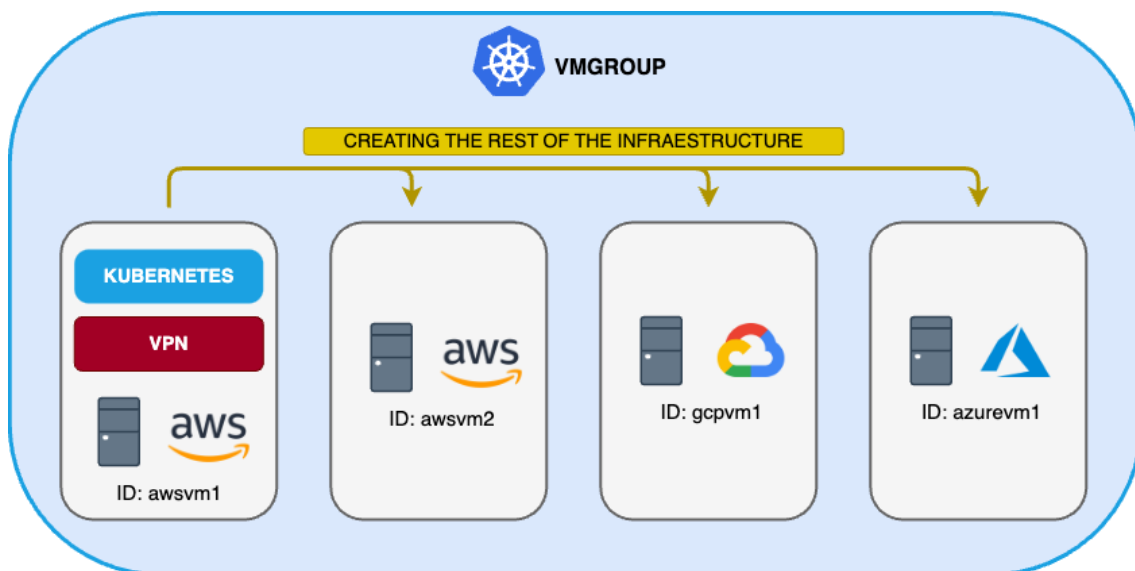 VMGROUP
CREATING THE REST OF THE INFRAESTRUCTURE
KUBERNETES
VPN
aws
ID: awsvm1
aws
ID: awsvm2
ID: gcpvm1
ID: azurevm1